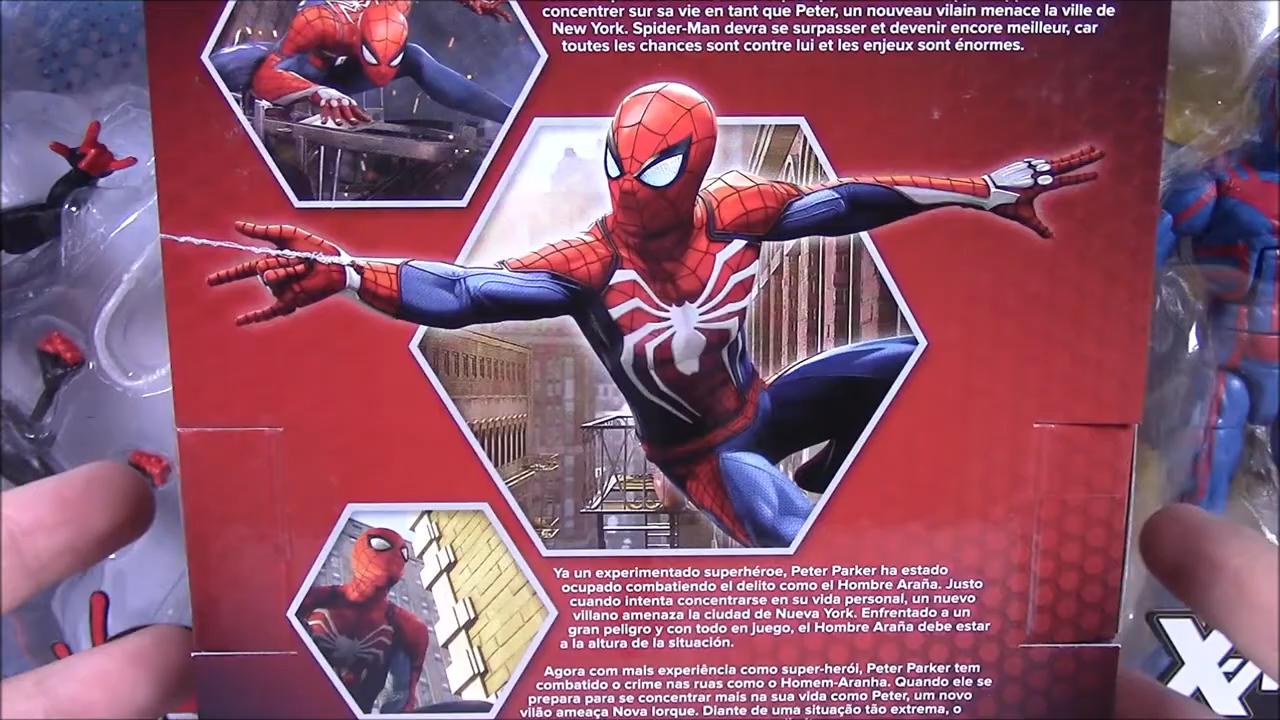 concentrer sur sa vie en tant que Peter, un nouveau vilain menace la ville de
New York. Spider-Man devra se surpasser et devenir encore meilleur, car
toutes les chances sont contre lui et les enjeux sont énormes.
Ya un experimentado superhéroe, Peter Parker ha estado
ocupado combatiendo el delito como el Hombre Araña. Justo
cuando intenta concentrarse en su vida personal, un nuevo
villano amenaza la ciudad de Nueva York. Enfrentado a un
gran peligro y con todo en juego, el Hombre Araña debe estar
a la altura de la situación.
Agora com mais experiência como super-herói, Peter Parker tem
combatido o crime nas ruas como o Homem-Aranha. Quando ele se
prepara para se concentrar mais na sua vida como Peter, um novo
vilão ameaça Nova Iorque. Diante de uma situação tão extrema, o